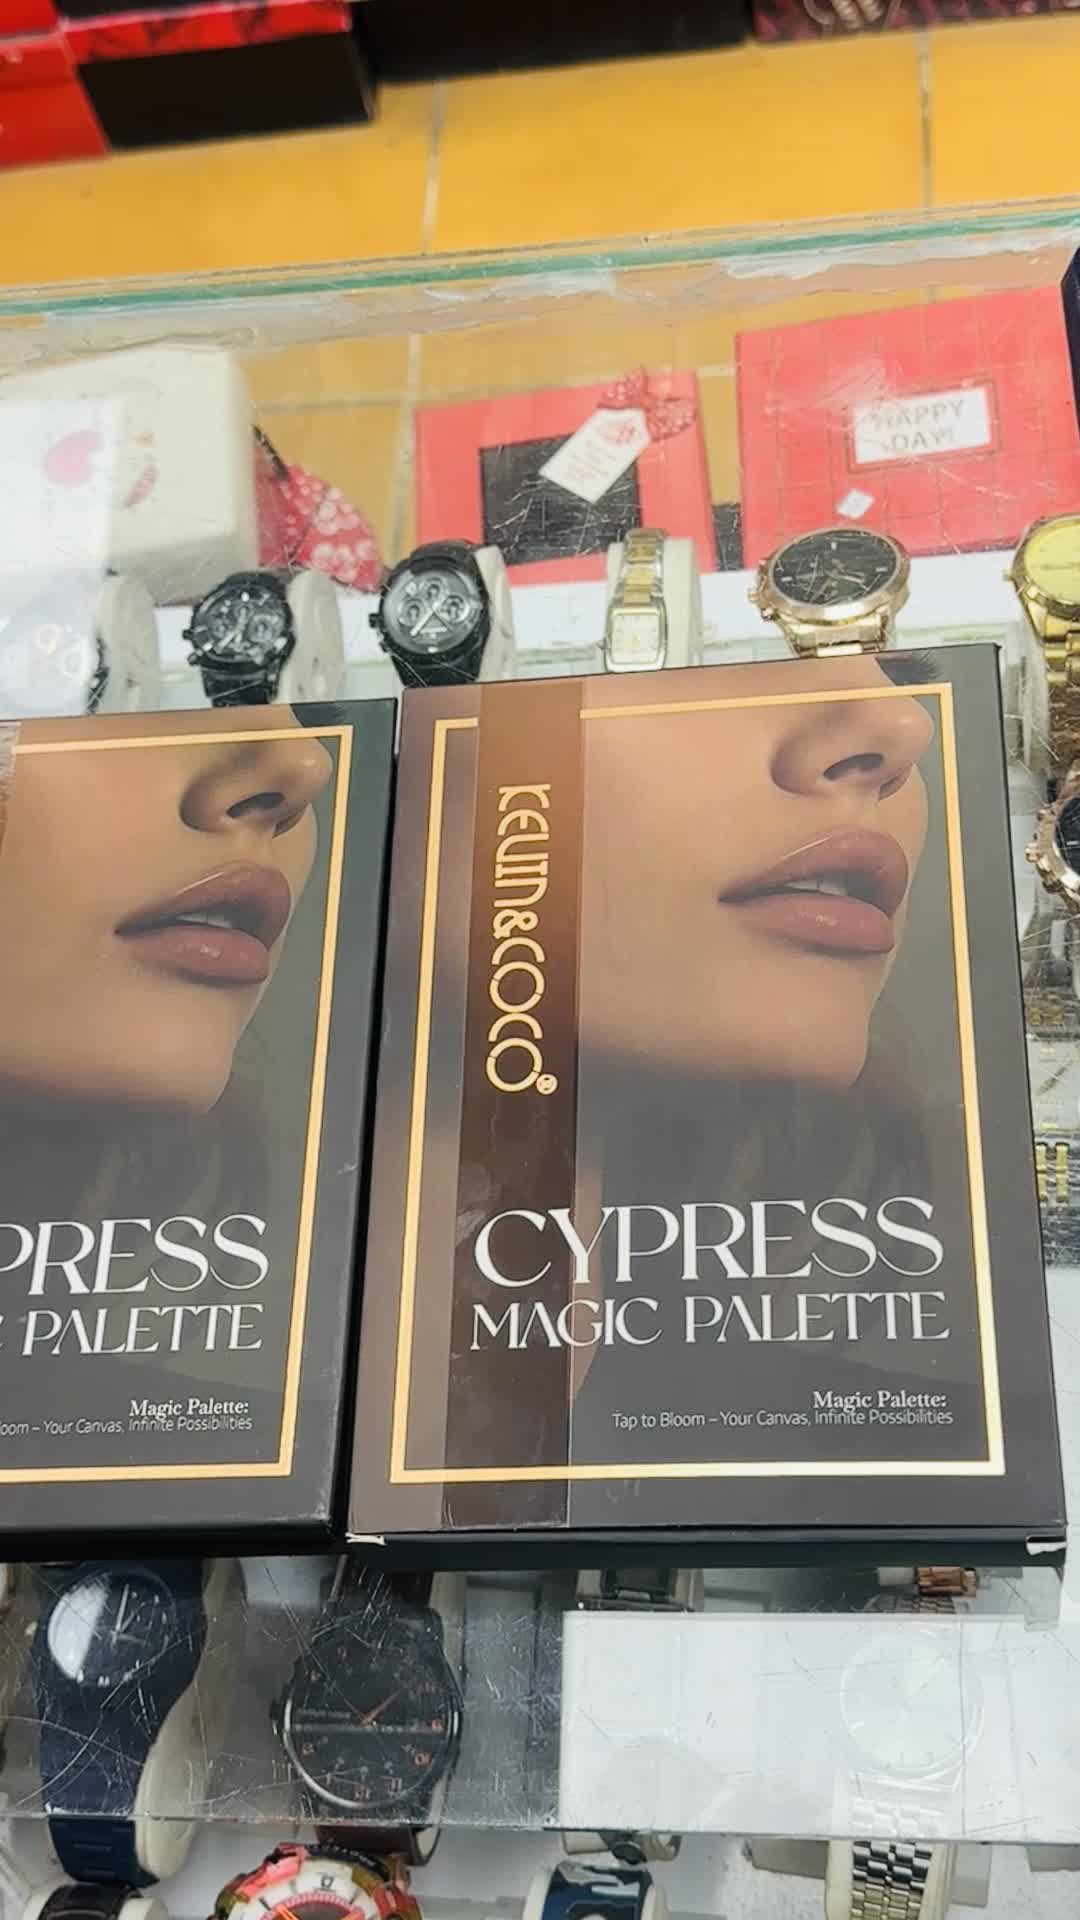 HAPPY
DAY!
KEVIN&COCO®
CYPRESS
MAGIC PALETTE
Magic Palette:
Tap to Bloom – Your Canvas, Infinite Possibilities
PRESS
PALETTE
Magic Palette:
loom – Your Canvas, Infinite Possibilities